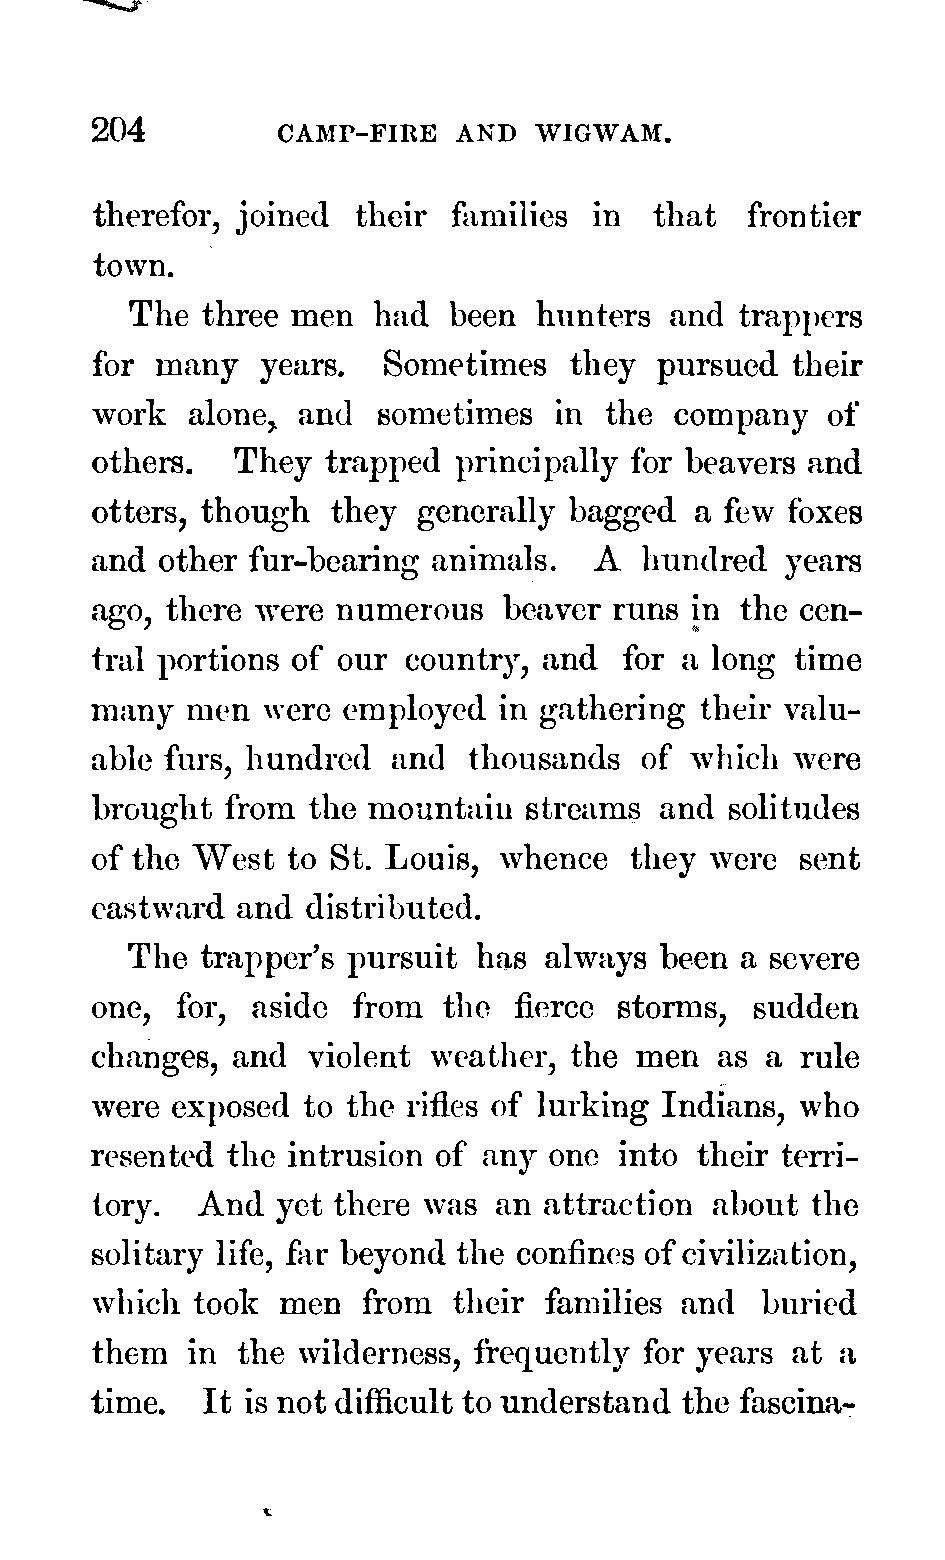 204 CAMP-FIRE AND WIGWAM.
therefor, joined their families in that frontier
town.
The three men had been hunters and trappers
for many years. Sometimes they pursued their
work alone, and sometimes in the company of
others. They trapped principally for beavers and
otters, though they generally bagged a few foxes
and other fur-bearing animals. A hundred years
ago, there were numerous beaver runs in the cen-
tral portions of our country, and for a long time
many men were employed in gathering their valu-
able furs, hundred and thousands of which were
brought from the mountain streams and solitudes
of the West to St. Louis, whence they were sent
eastward and distributed.
The trapper's pursuit has always been a severe
one, for, aside from the fierce storms, sudden
changes, and violent weather, the men as a rule
were exposed to the rifles of lurking Indians, who
resented the intrusion of any one into their terri-
tory. And yet there was an attraction about the
solitary life, far beyond the confines of civilization,
which took men from their families and buried
them in the wilderness, frequently for years at a
time. It is not difficult to understand the fascina-